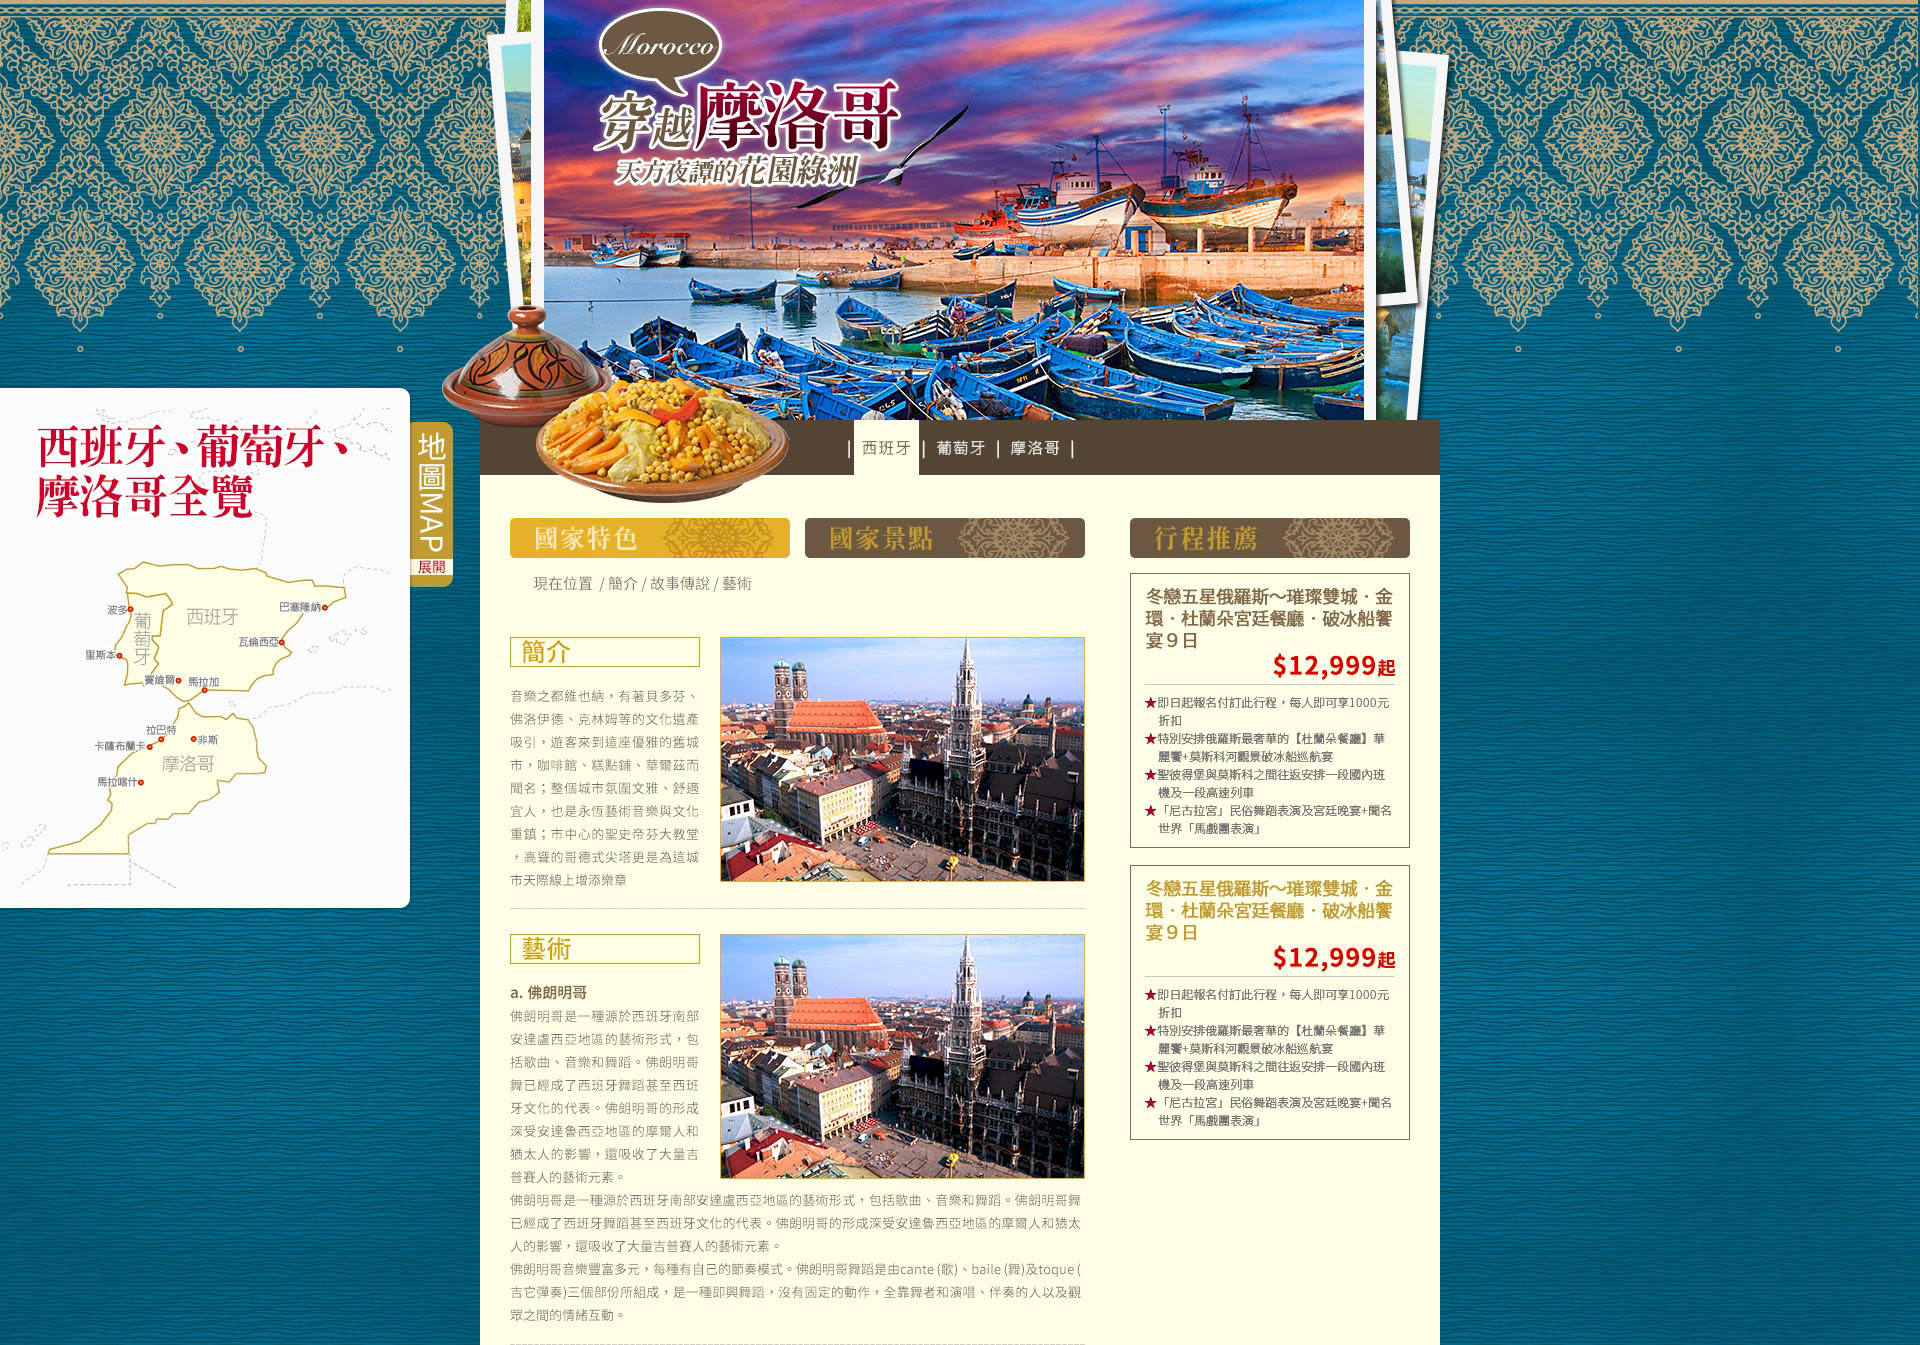 Morocco
穿越摩洛哥
天方夜譚的花園綠洲
西班牙、葡萄牙、
摩洛哥全覽
地圖MAP
展開
波多
葡萄牙
西班牙
巴塞隆納
瓦倫西亞
里斯本
賽維爾
馬拉加
拉巴特
卡薩布蘭卡
非斯
摩洛哥
馬拉喀什
| 西班牙 | 葡萄牙 | 摩洛哥 |
國家特色
國家景點
行程推薦
現在位置 / 簡介 / 故事傳說 / 藝術
簡介
音樂之都維也納，有著貝多芬、
佛洛伊德、克林姆等的文化遺產
吸引，遊客來到這座優雅的舊城
市，咖啡館、糕點鋪、華爾茲而
聞名；整個城市氛圍文雅、舒適
宜人，也是永恆藝術音樂與文化
重鎮；市中心的聖史帝芬大教堂
，高聳的哥德式尖塔更是為這城
市天際線上增添樂章
藝術
a. 佛朗明哥
佛朗明哥是一種源於西班牙南部
安達盧西亞地區的藝術形式，包
括歌曲、音樂和舞蹈。佛朗明哥
舞已經成了西班牙舞蹈甚至西班
牙文化的代表。佛朗明哥的形成
深受安達魯西亞地區的摩爾人和
猶太人的影響，還吸收了大量吉
普賽人的藝術元素。
佛朗明哥是一種源於西班牙南部安達盧西亞地區的藝術形式，包括歌曲、音樂和舞蹈。佛朗明哥舞
已經成了西班牙舞蹈甚至西班牙文化的代表。佛朗明哥的形成深受安達魯西亞地區的摩爾人和猶太
人的影響，還吸收了大量吉普賽人的藝術元素。
佛朗明哥音樂豐富多元，每種有自己的節奏模式。佛朗明哥舞蹈是由cante (歌)、baile (舞)及toque (
吉它彈奏)三個部份所組成，是一種即興舞蹈，沒有固定的動作，全靠舞者和演唱、伴奏的人以及觀
眾之間的情緒互動。
冬戀五星俄羅斯～璀璨雙城．金
環．杜蘭朵宮廷餐廳．破冰船饗
宴９日
$12,999起
★即日起報名付訂此行程，每人即可享1000元
折扣
★特別安排俄羅斯最奢華的【杜蘭朵餐廳】華
麗饗+莫斯科河觀景破冰船巡航宴
★聖彼得堡與莫斯科之間往返安排一段國內班
機及一段高速列車
★「尼古拉宮」民俗舞蹈表演及宮廷晚宴+聞名
世界「馬戲團表演」
冬戀五星俄羅斯～璀璨雙城．金
環．杜蘭朵宮廷餐廳．破冰船饗
宴９日
$12,999起
★即日起報名付訂此行程，每人即可享1000元
折扣
★特別安排俄羅斯最奢華的【杜蘭朵餐廳】華
麗饗+莫斯科河觀景破冰船巡航宴
★聖彼得堡與莫斯科之間往返安排一段國內班
機及一段高速列車
★「尼古拉宮」民俗舞蹈表演及宮廷晚宴+聞名
世界「馬戲團表演」